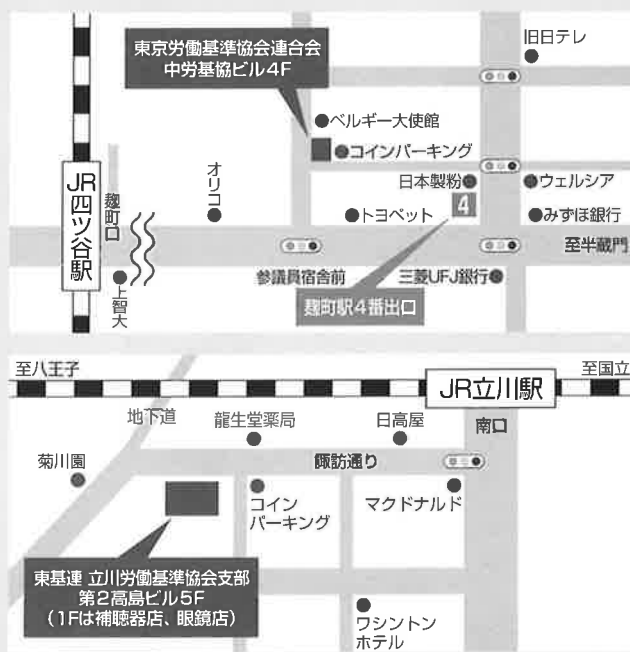 旧日テレ
東京労働基準協会連合会
中労基協ビル4F
ベルギー大使館
コインパーキング
日本製粉
ウェルシア
オリコ
JR四ツ谷駅
麹町口
トヨペット
4
みずほ銀行
至半蔵門
上智大
参議員宿舎前
三菱UFJ銀行
麹町駅4番出口
至八王子
至国立
JR立川駅
地下道
龍生堂薬局
日高屋
南口
菊川園
諏訪通り
コイン
パーキング
マクドナルド
東基連 立川労働基準協会支部
第2高島ビル5F
(1Fは補聴器店、眼鏡店)
ワシントン
ホテル